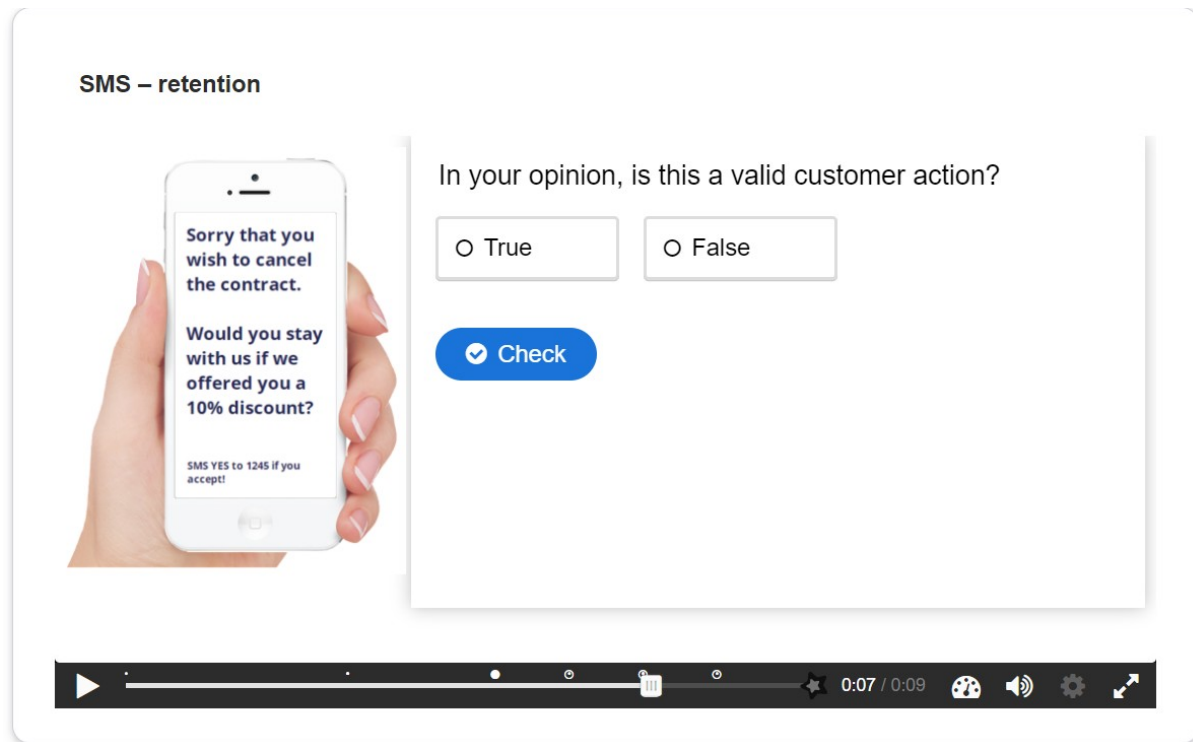 SMS – retention
Sorry that you
wish to cancel
the contract.
Would you stay
with us if we
offered you a
10% discount?
SMS YES to 1245 if you
accept!
In your opinion, is this a valid customer action?
True
False
Check
0:07 / 0:09